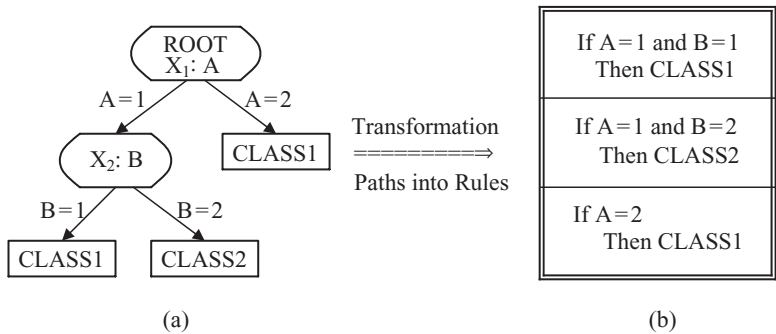 ROOT
X₁: A
A=1
A=2
X₂: B
CLASS1
B=1
B=2
CLASS1
CLASS2
(a)
Transformation
==========⇒
Paths into Rules
If A=1 and B=1
Then CLASS1
If A=1 and B=2
Then CLASS2
If A=2
Then CLASS1
(b)